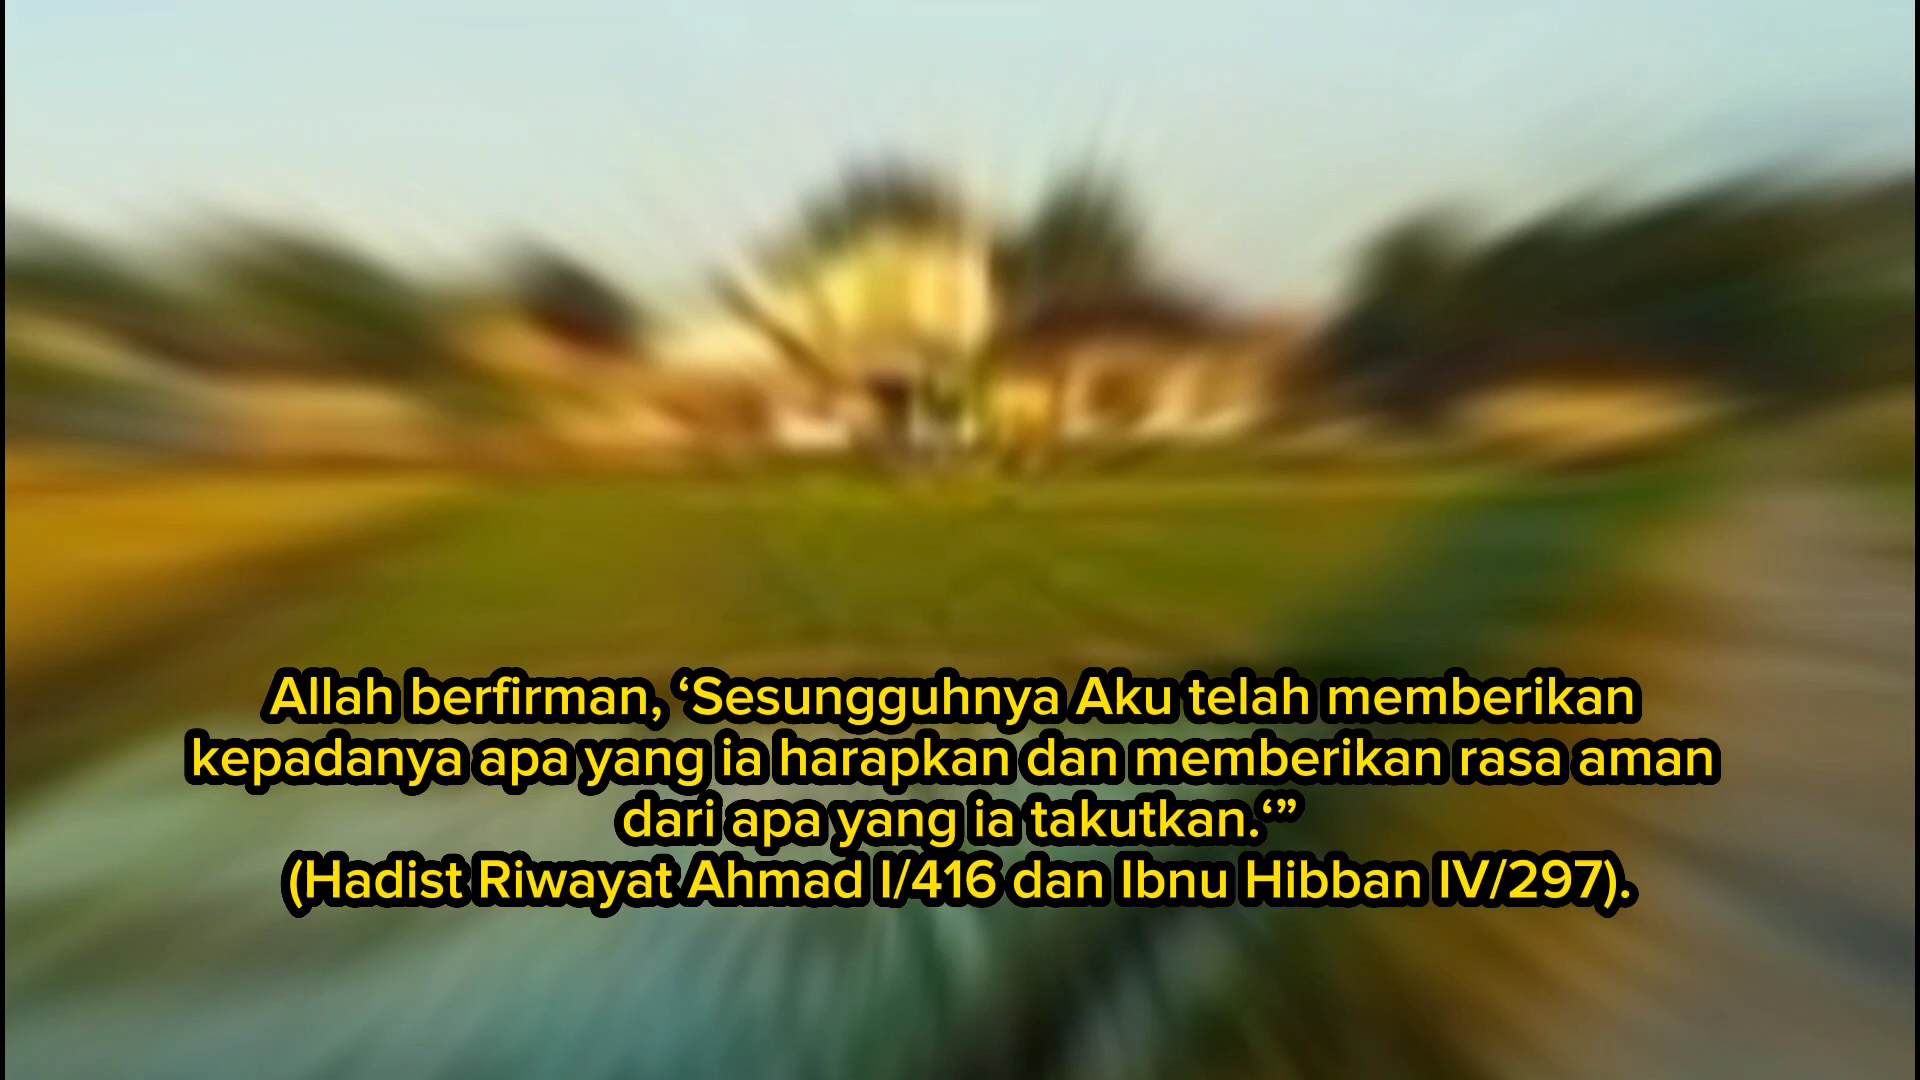 Allah berfirman, ‘Sesungguhnya Aku telah memberikan
kepadanya apa yang ia harapkan dan memberikan rasa aman
dari apa yang ia takutkan.‘”
(Hadist Riwayat Ahmad I/416 dan Ibnu Hibban IV/297).